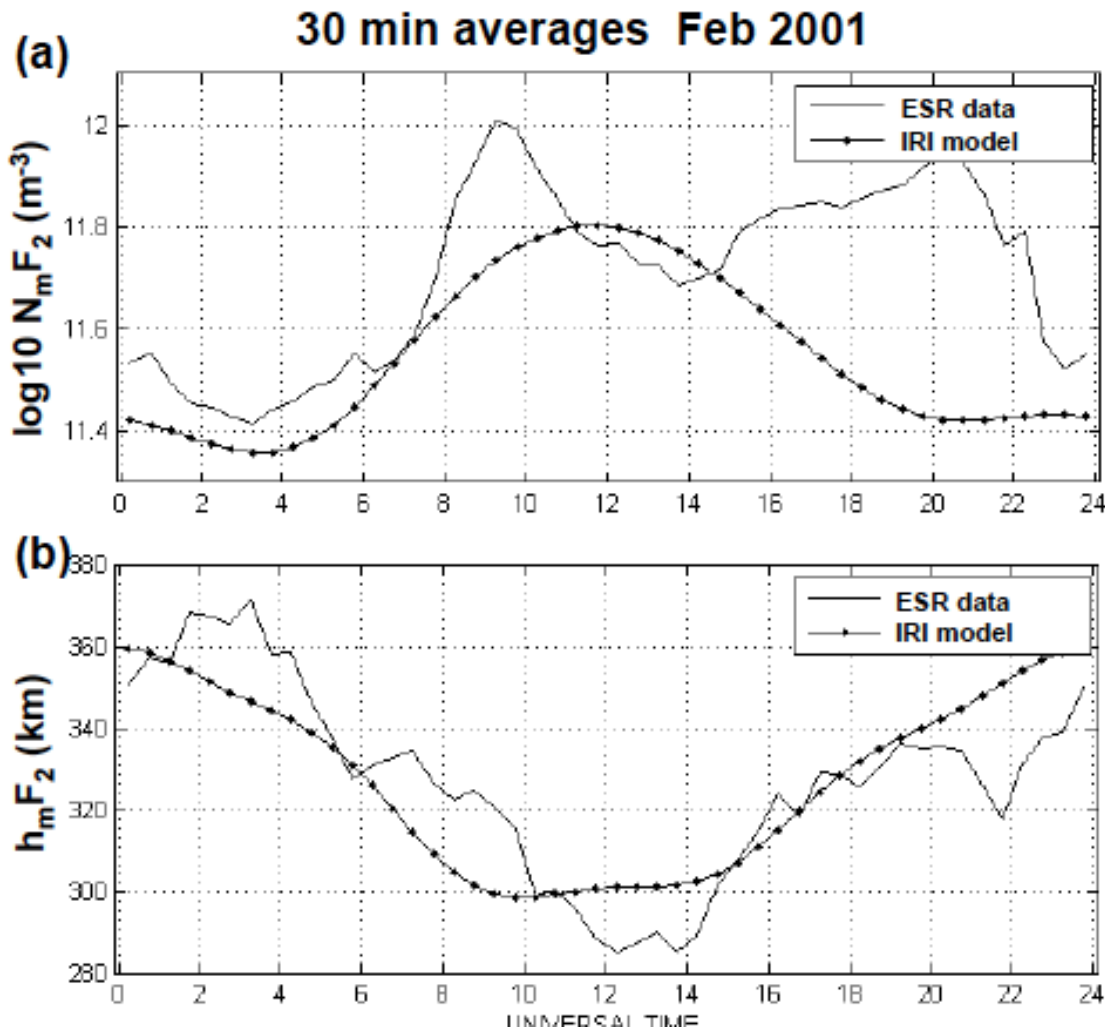 30 min averages Feb 2001
(a)
ESR data
IRI model
log10 NmF2 (m-3)
12
11.8
11.6
11.4
0 2 4 6 8 10 12 14 16 18 20 22 24
(b)
ESR data
IRI model
hmF2 (km)
380
360
340
320
300
280
0 2 4 6 8 10 12 14 16 18 20 22 24
UNIVERSAL TIME